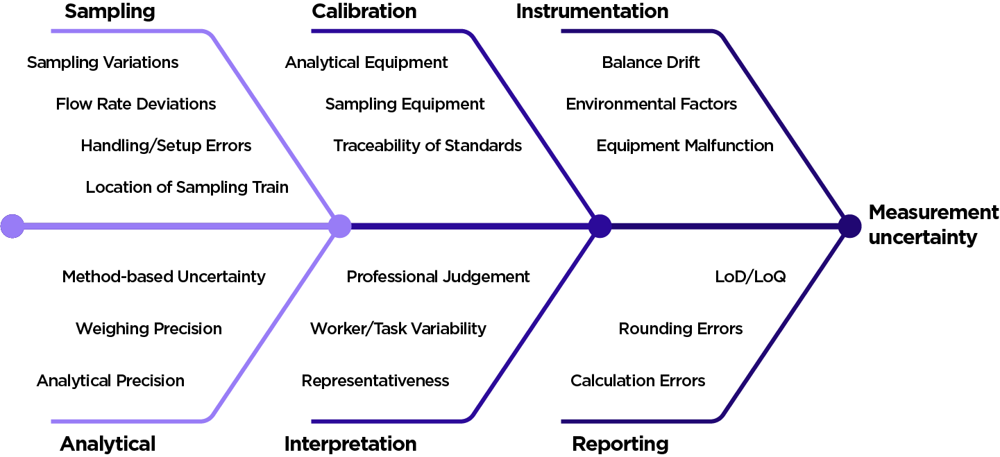 Sampling
Calibration
Instrumentation
Sampling Variations
Flow Rate Deviations
Handling/Setup Errors
Location of Sampling Train
Analytical Equipment
Sampling Equipment
Traceability of Standards
Balance Drift
Environmental Factors
Equipment Malfunction
Measurement
uncertainty
Method-based Uncertainty
Weighing Precision
Analytical Precision
Professional Judgement
Worker/Task Variability
Representativeness
LoD/LoQ
Rounding Errors
Calculation Errors
Analytical
Interpretation
Reporting